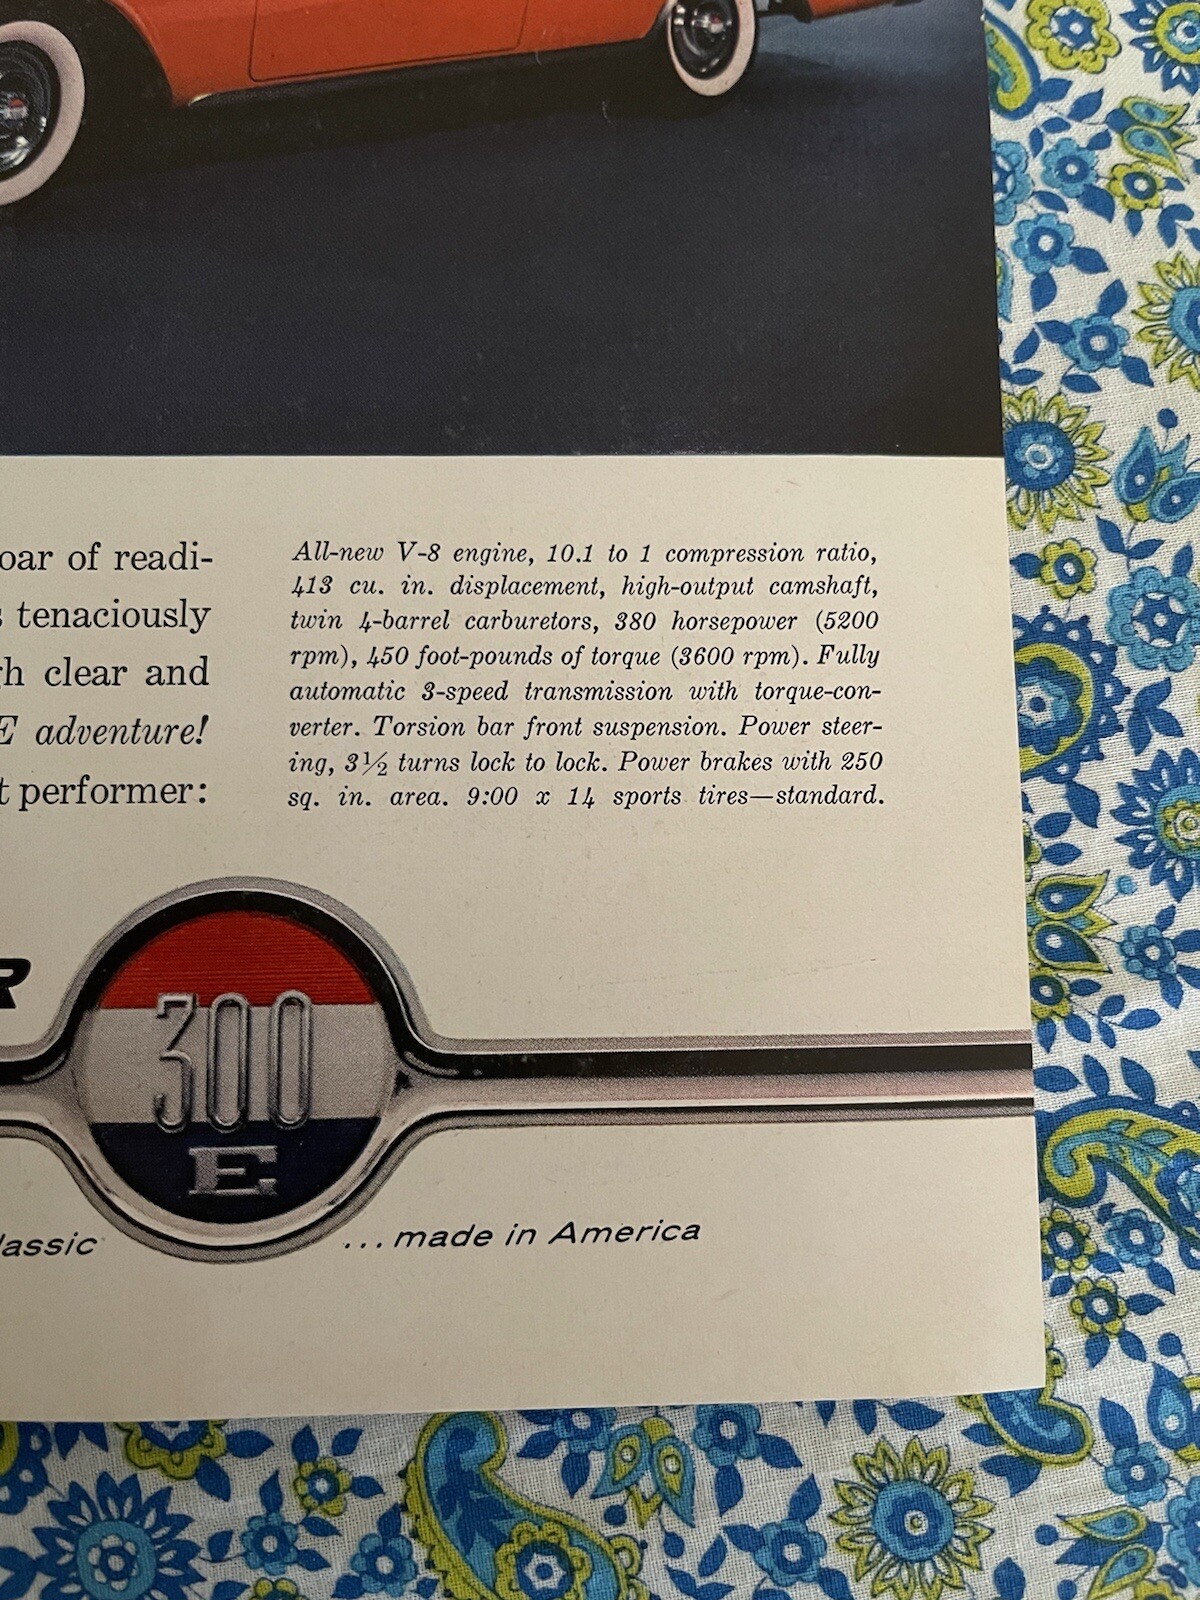 oar of readi-
tenaciously
clear and
E adventure!
performer:
All-new V-8 engine, 10.1 to 1 compression ratio,
413 cu. in. displacement, high-output camshaft,
twin 4-barrel carburetors, 380 horsepower (5200
rpm), 450 foot-pounds of torque (3600 rpm). Fully
automatic 3-speed transmission with torque-con-
verter. Torsion bar front suspension. Power steer-
ing, 3½ turns lock to lock. Power brakes with 250
sq. in. area. 9:00 x 14 sports tires—standard.
R
300
E
lassic ...made in America